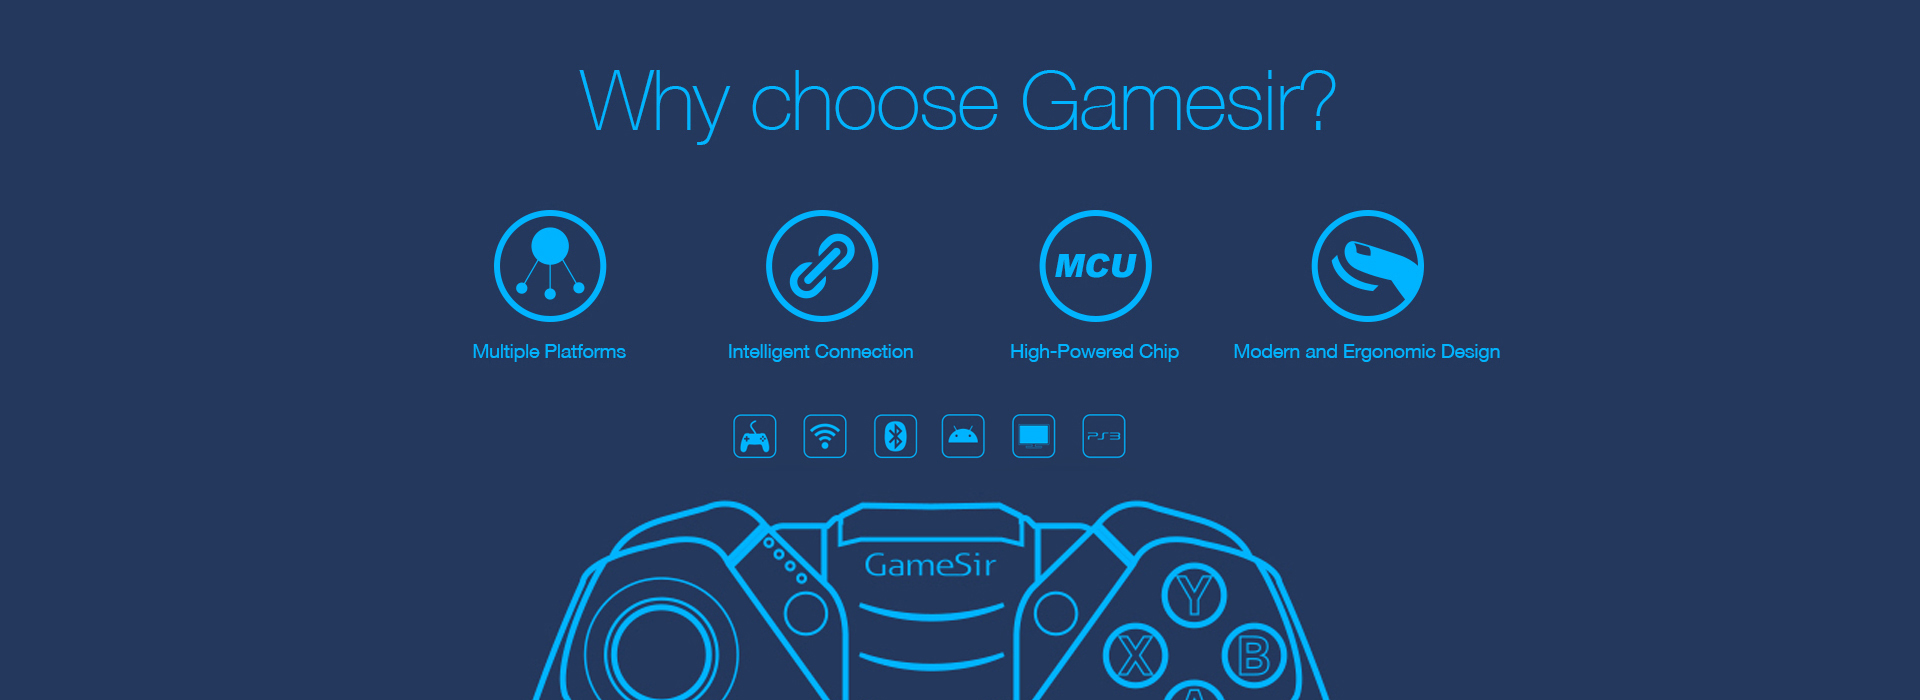 Why choose Gamesir?
MCU
Multiple Platforms
Intelligent Connection
High-Powered Chip
Modern and Ergonomic Design
PS3
GameSir
Y
X
B
A